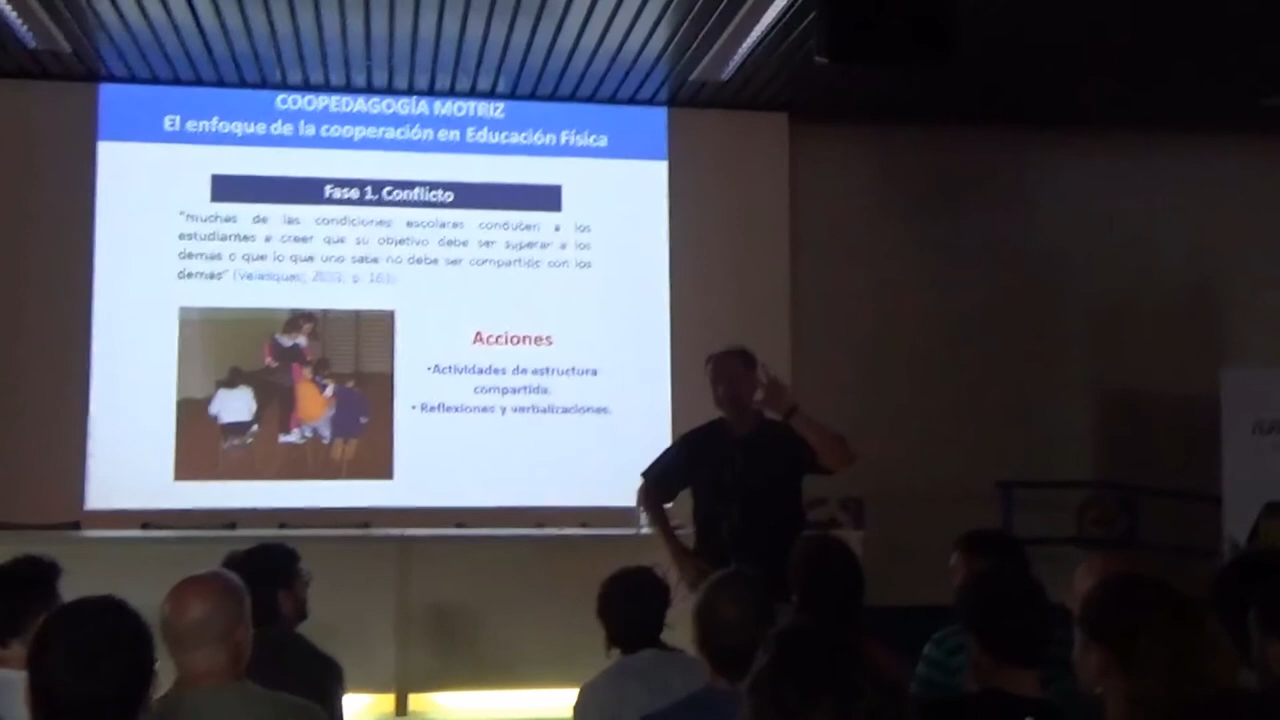 COOPEDAGOGÍA MOTRIZ
El enfoque de la cooperación en Educación Física
Fase 1. Conflicto
"muchas de las condiciones escolares conducen a los
estudiantes a creer que su objetivo debe ser superar a los
demás o que lo que uno sabe no debe ser compartido con los
demás"
Acciones
•Actividades de estructura
compartida.
• Reflexiones y verbalizaciones.